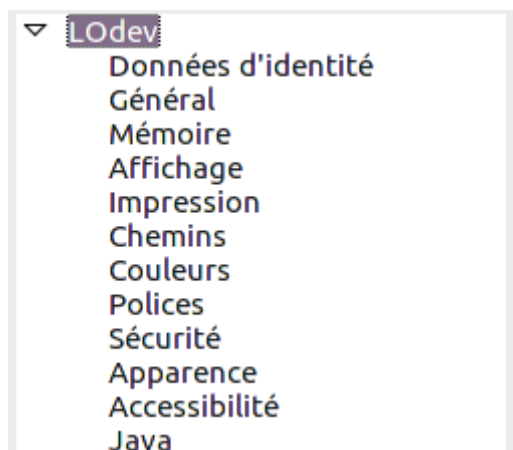 LOdev
Données d'identité
Général
Mémoire
Affichage
Impression
Chemins
Couleurs
Polices
Sécurité
Apparence
Accessibilité
Java